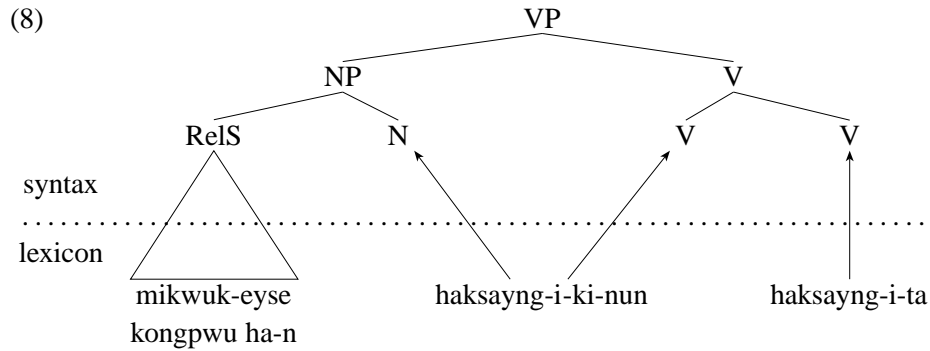 (8) VP
NP V
RelS N V V
syntax
lexicon
mikwuk-eyse haksayng-i-ki-nun haksayng-i-ta
kongpwu ha-n